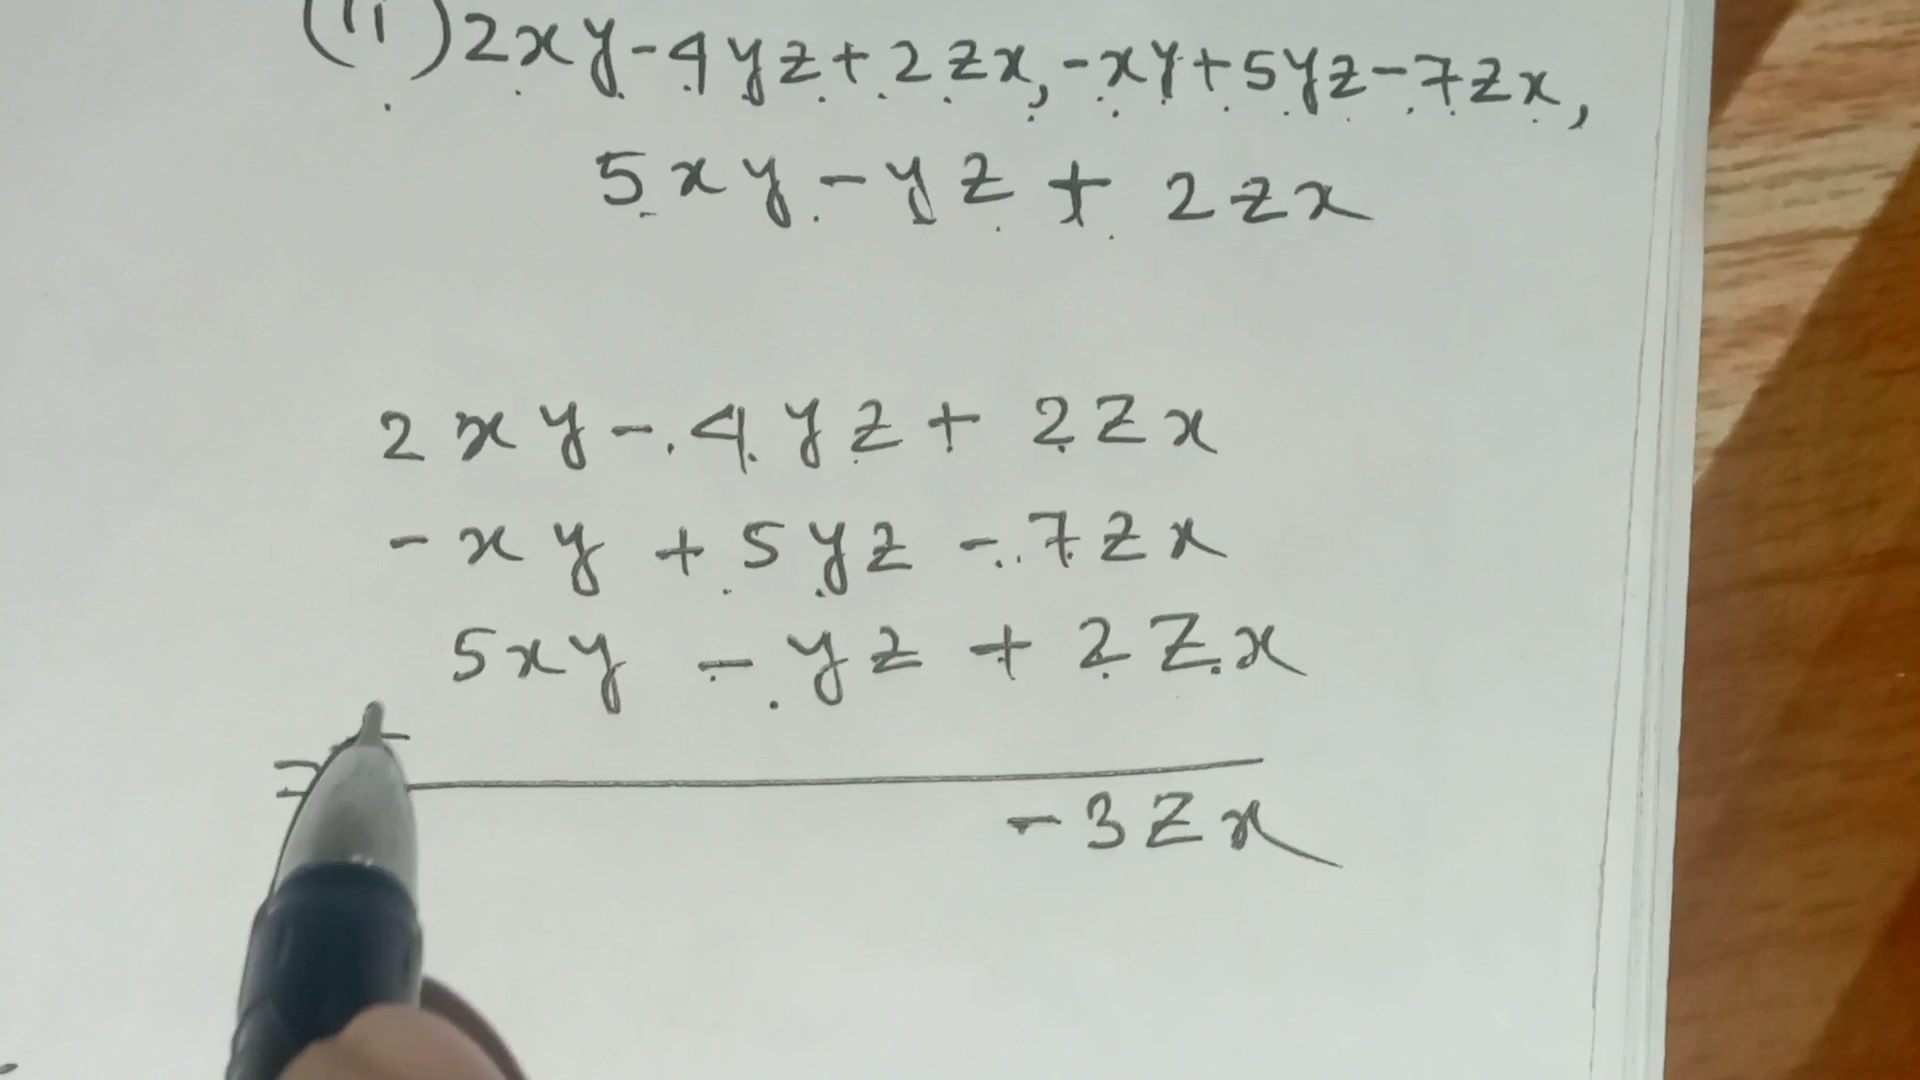 (ii) 2xy-4yz+2zx, -xy+5yz-7zx,
5xy-yz+2zx
2xy-4yz+2zx
-xy+5yz-7zx
5xy-yz+2zx
-3zx